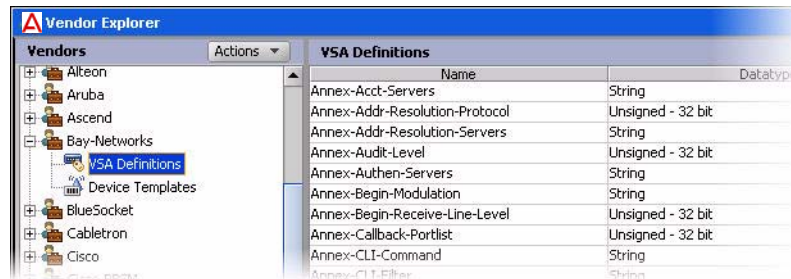 Vendor Explorer
Vendors Actions
Alteon
Aruba
Ascend
Bay-Networks
VSA Definitions
Device Templates
BlueSocket
Cabletron
Cisco
VSA Definitions
Name Datatyp
Annex-Acct-Servers String
Annex-Addr-Resolution-Protocol Unsigned - 32 bit
Annex-Addr-Resolution-Servers String
Annex-Audit-Level Unsigned - 32 bit
Annex-Authen-Servers String
Annex-Begin-Modulation String
Annex-Begin-Receive-Line-Level Unsigned - 32 bit
Annex-Callback-Portlist Unsigned - 32 bit
Annex-CLI-Command String
Annex-CLI-Filter String